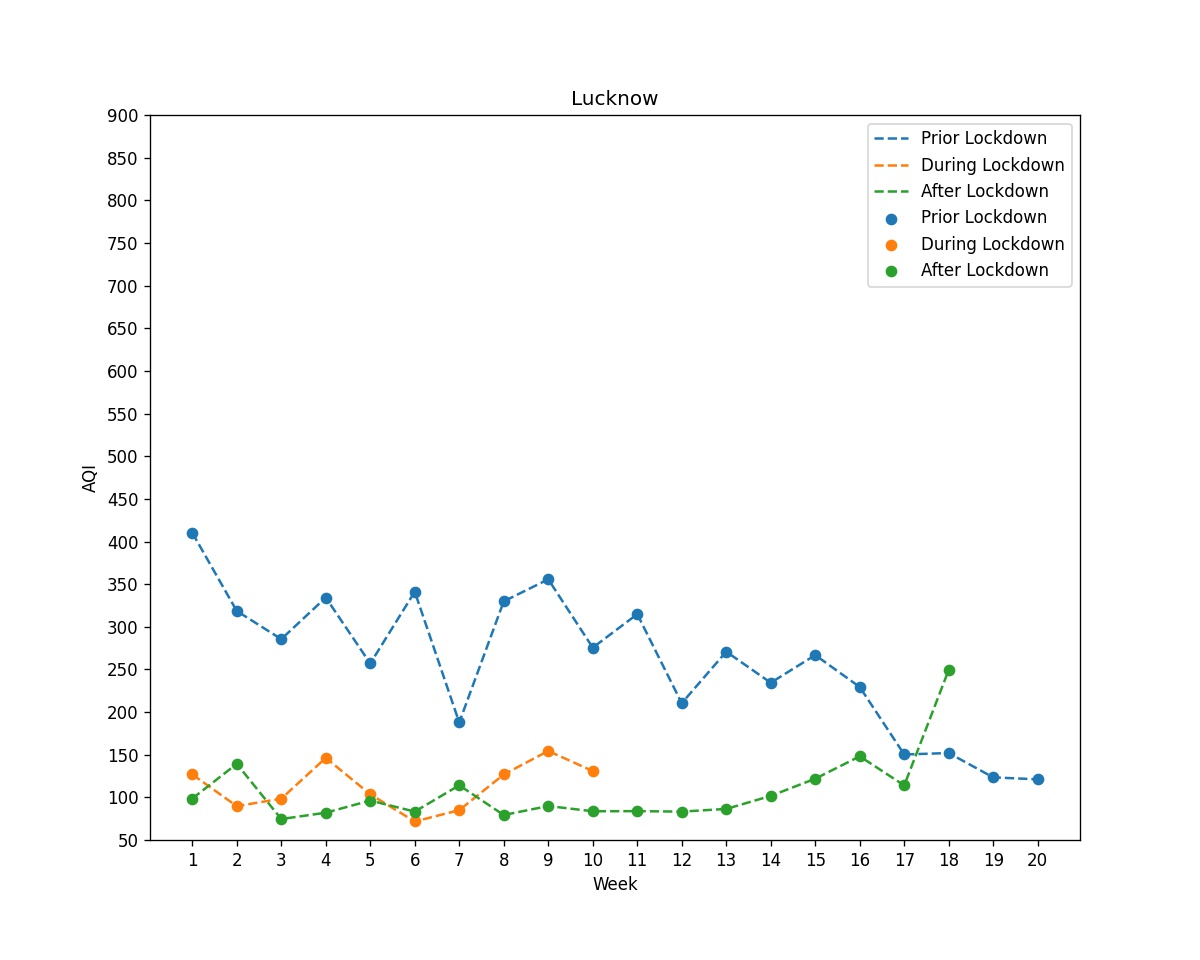 Lucknow
900
850
800
750
700
650
600
550
500
450
400
350
300
250
200
150
100
50
AQI
Prior Lockdown
During Lockdown
After Lockdown
Prior Lockdown
During Lockdown
After Lockdown
1 2 3 4 5 6 7 8 9 10 11 12 13 14 15 16 17 18 19 20
Week